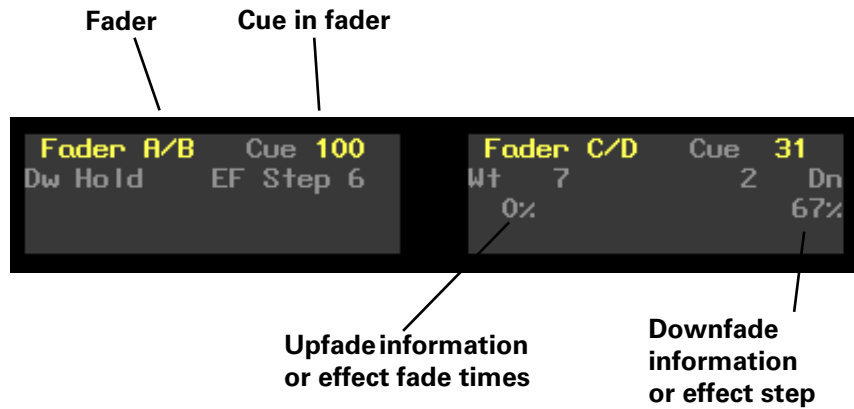 Fader
Cue in fader
Fader A/B Cue 100
Dw Hold EF Step 6
Fader C/D Cue 31
Wt 7 2 Dn
0% 67%
Upfade information
or effect fade times
Downfade
information
or effect step